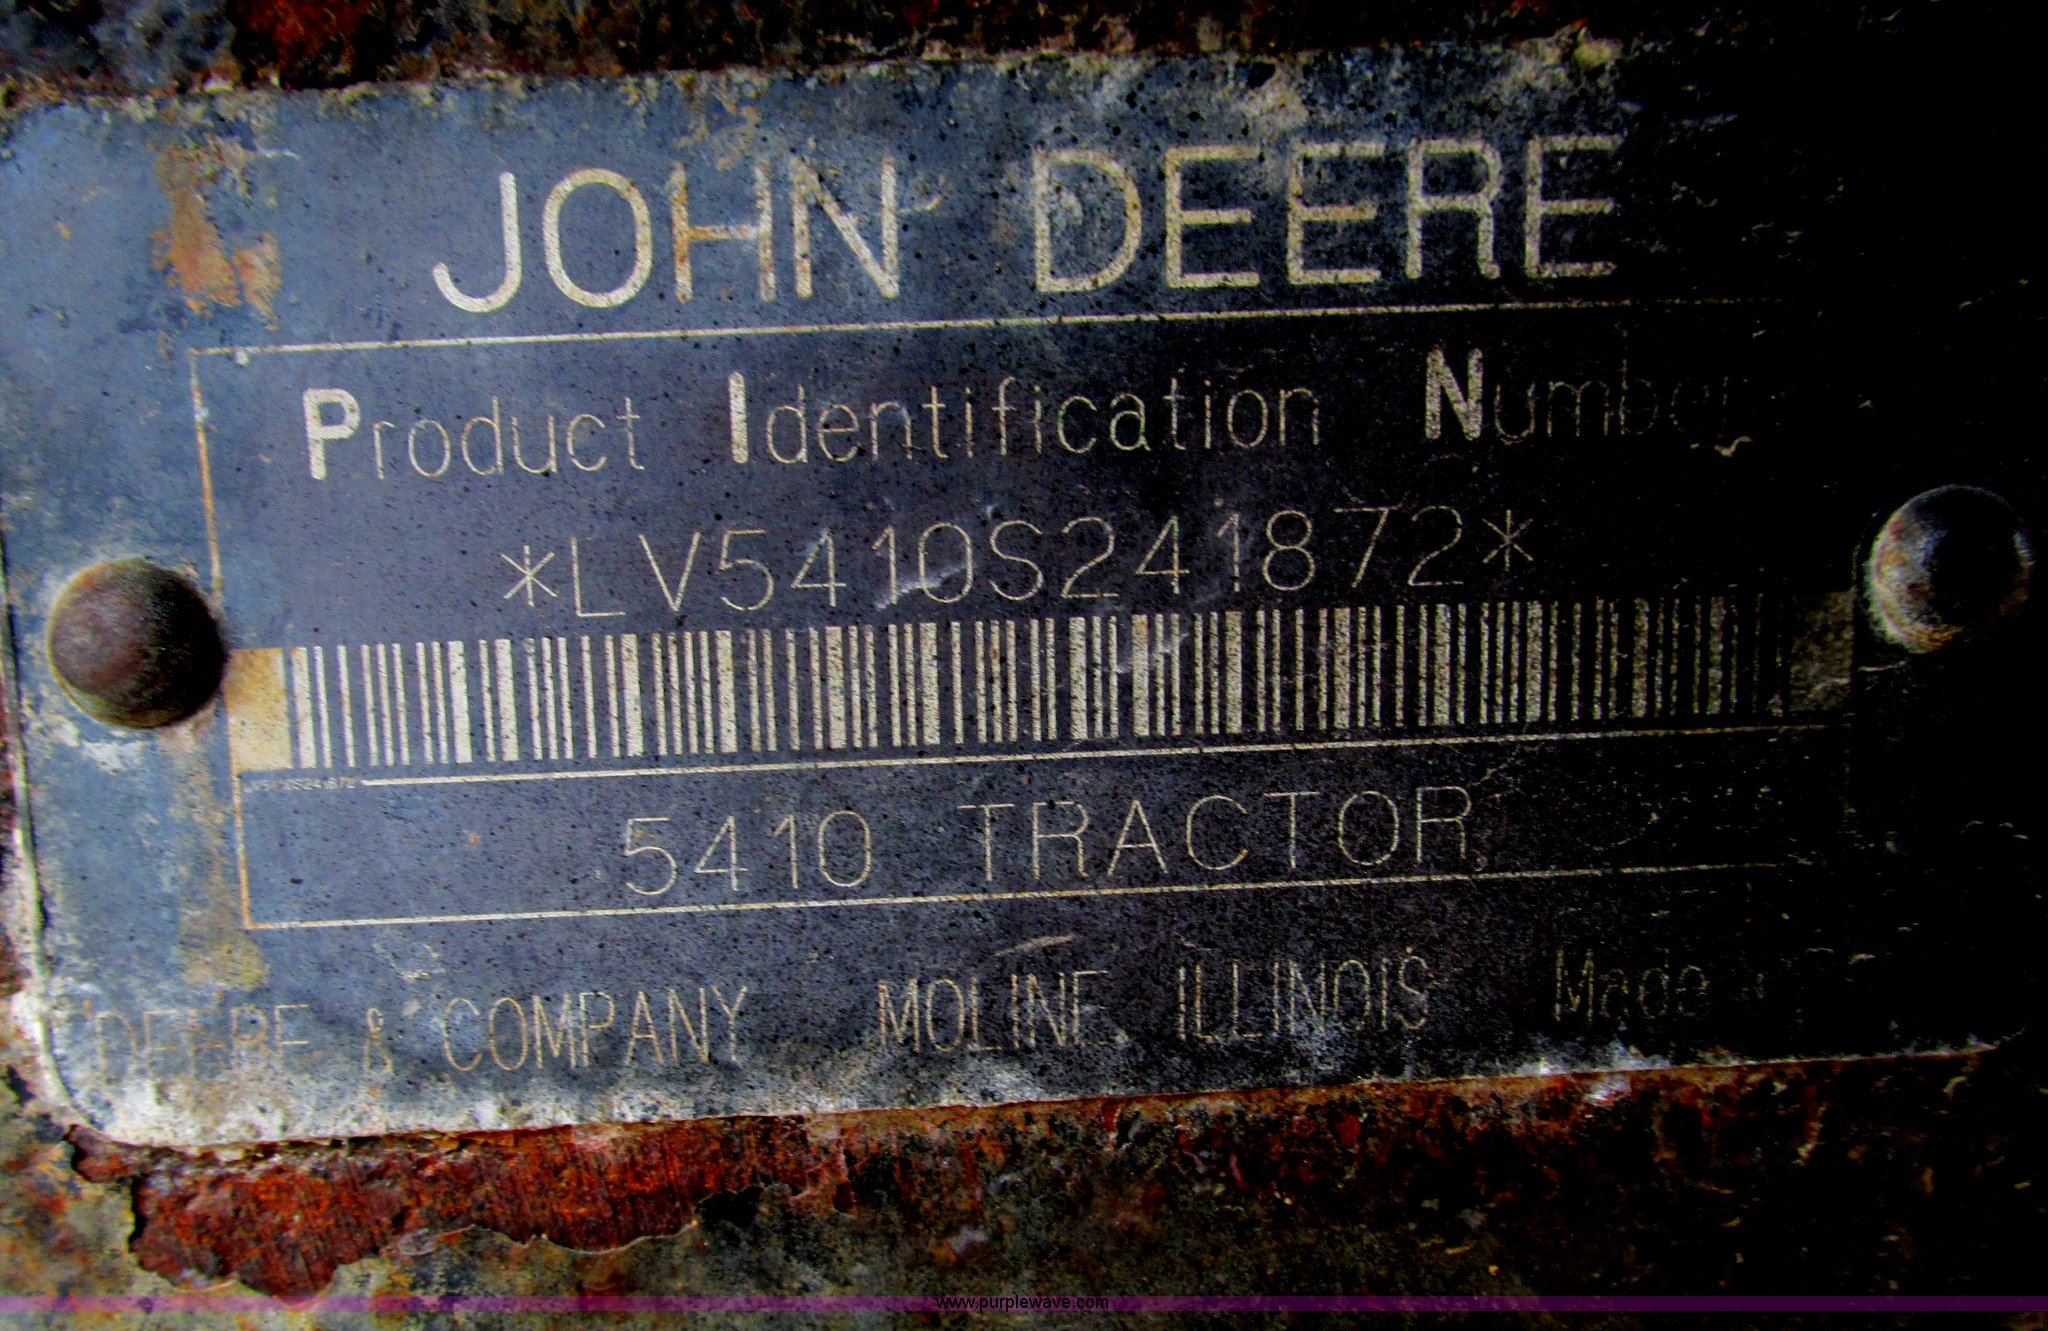 JOHN DEERE
Product Identification Number
*LV5410S241872*
5410 TRACTOR
DEERE & COMPANY MOLINE, ILLINOIS Made
www.purplewave.com